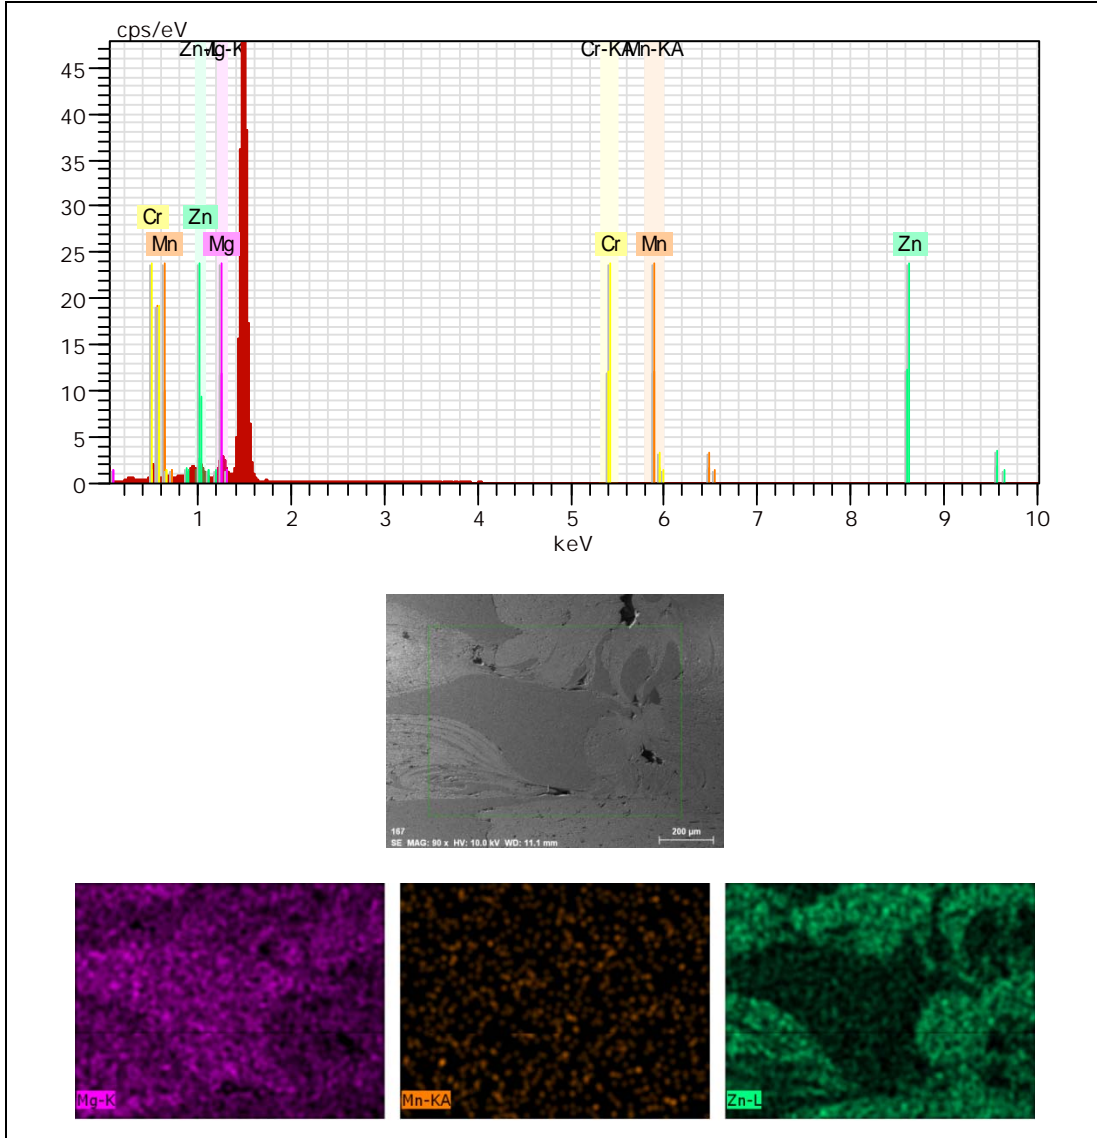 cps/eV
Zn-L Mg-K Cr-KA Mn-KA
45
40
35
30
Cr Zn
Mn Mg Cr Mn Zn
25
20
15
10
5
0
1 2 3 4 5 6 7 8 9 10
keV
167
200 µm
SE MAG: 90 x HV: 10.0 kV WD: 11.1 mm
Mg-K Mn-KA Zn-L